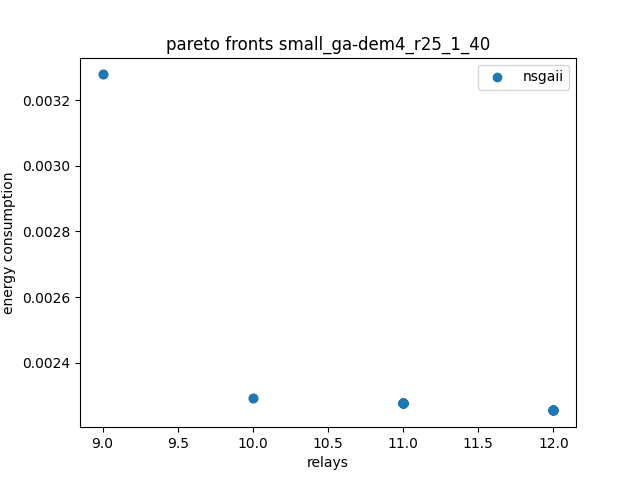 pareto fronts small_ga-dem4_r25_1_40
nsgaii
0.0032
0.0030
0.0028
0.0026
0.0024
energy consumption
9.0 9.5 10.0 10.5 11.0 11.5 12.0
relays